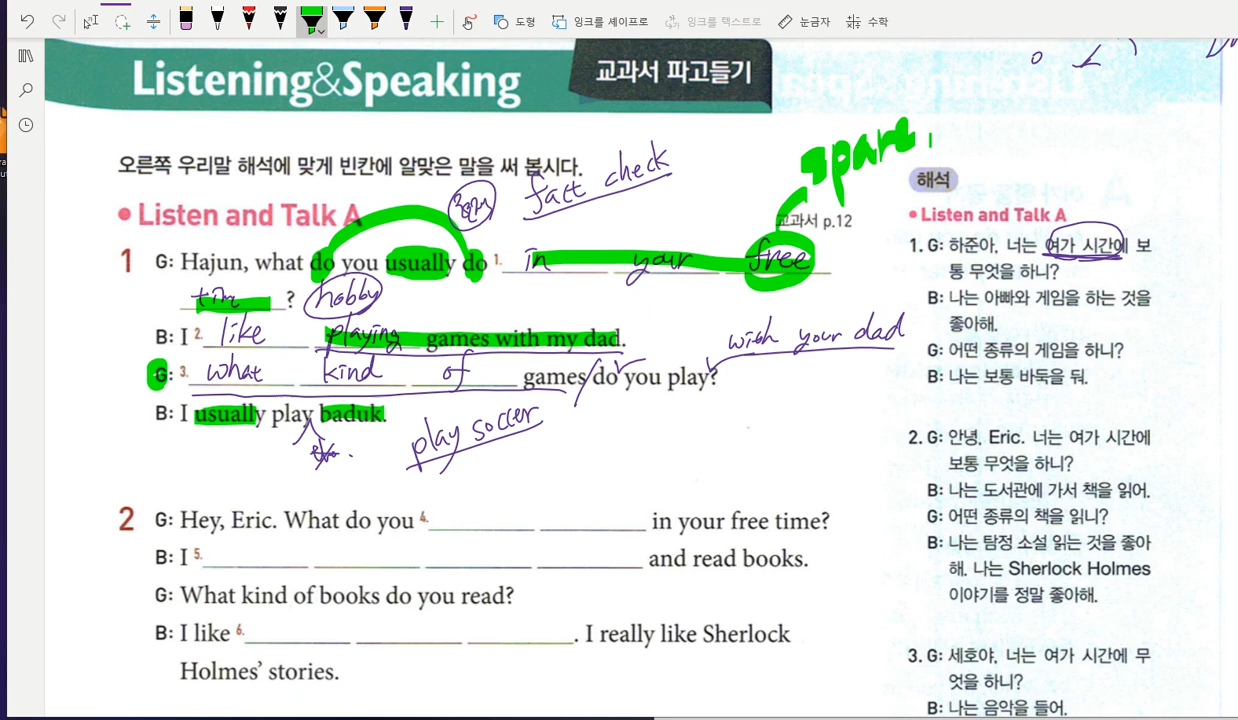 도형 잉크를 셰이프로 잉크를 텍스트로 눈금자 수학
Listening&Speaking
교과서 파고들기
오른쪽 우리말 해석에 맞게 빈칸에 알맞은 말을 써 봅시다.
fact check
spare
• Listen and Talk A
교과서 p.12
1 G: Hajun, what do you usually do 1. in your free
time ? hobby
B: I 2. like playing games with my dad.
with your dad
G: 3. what kind of games do you play?
B: I usually play baduk.
play soccer
2 G: Hey, Eric. What do you 4. in your free time?
B: I 5. and read books.
G: What kind of books do you read?
B: I like 6. . I really like Sherlock
Holmes' stories.
해석
• Listen and Talk A
1. G: 하준아, 너는 여가 시간에 보
통 무엇을 하니?
B: 나는 아빠와 게임을 하는 것을
좋아해.
G: 어떤 종류의 게임을 하니?
B: 나는 보통 바둑을 둬.
2. G: 안녕, Eric. 너는 여가 시간에
보통 무엇을 하니?
B: 나는 도서관에 가서 책을 읽어.
G: 어떤 종류의 책을 읽니?
B: 나는 탐정 소설 읽는 것을 좋아
해. 나는 Sherlock Holmes
이야기를 정말 좋아해.
3. G: 세호야, 너는 여가 시간에 무
엇을 하니?
B: 나는 음악을 들어.